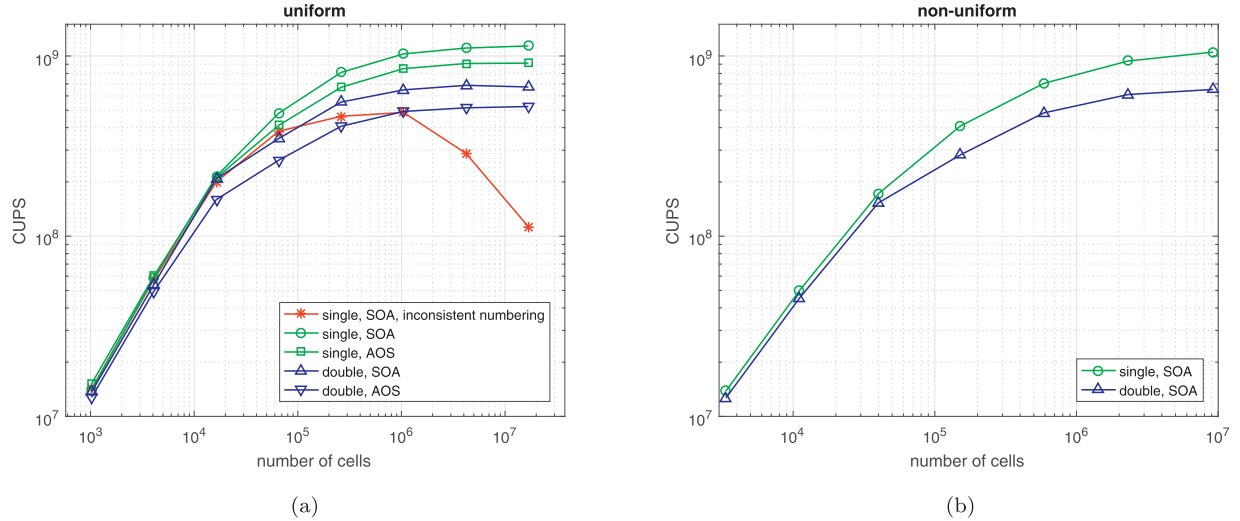 uniform
CUPS
10^9
10^8
10^7
10^3
10^4
10^5
10^6
10^7
number of cells
single, SOA, inconsistent numbering
single, SOA
single, AOS
double, SOA
double, AOS
(a)
non-uniform
CUPS
10^9
10^8
10^7
10^4
10^5
10^6
10^7
number of cells
single, SOA
double, SOA
(b)